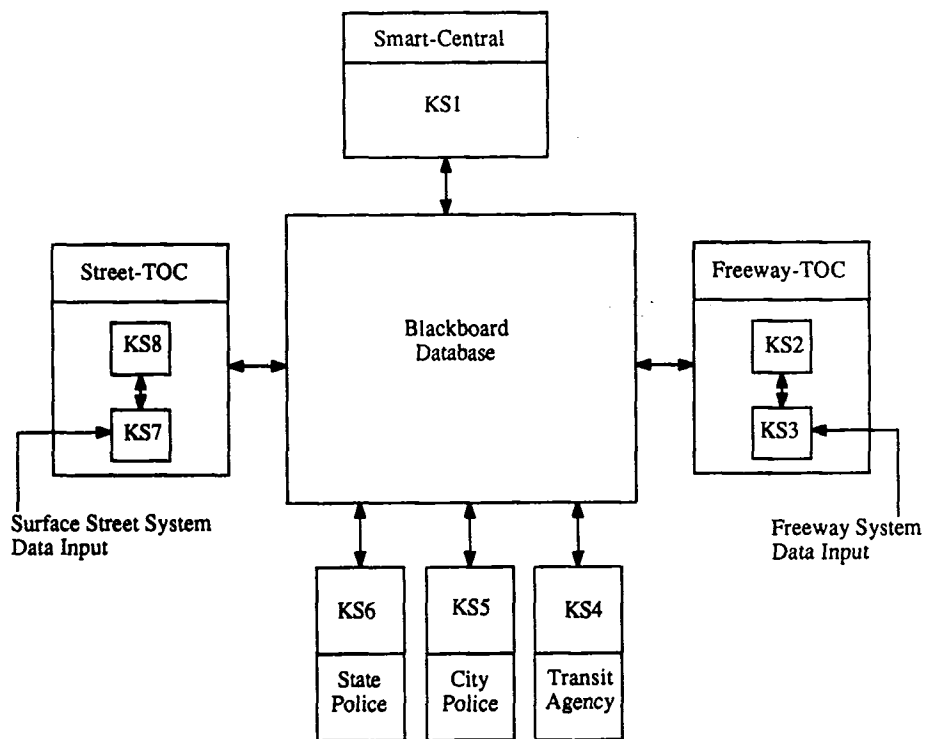 Smart-Central
KS1
Street-TOC
KS8
KS7
Surface Street System
Data Input
Blackboard
Database
Freeway-TOC
KS2
KS3
Freeway System
Data Input
KS6
State
Police
KS5
City
Police
KS4
Transit
Agency